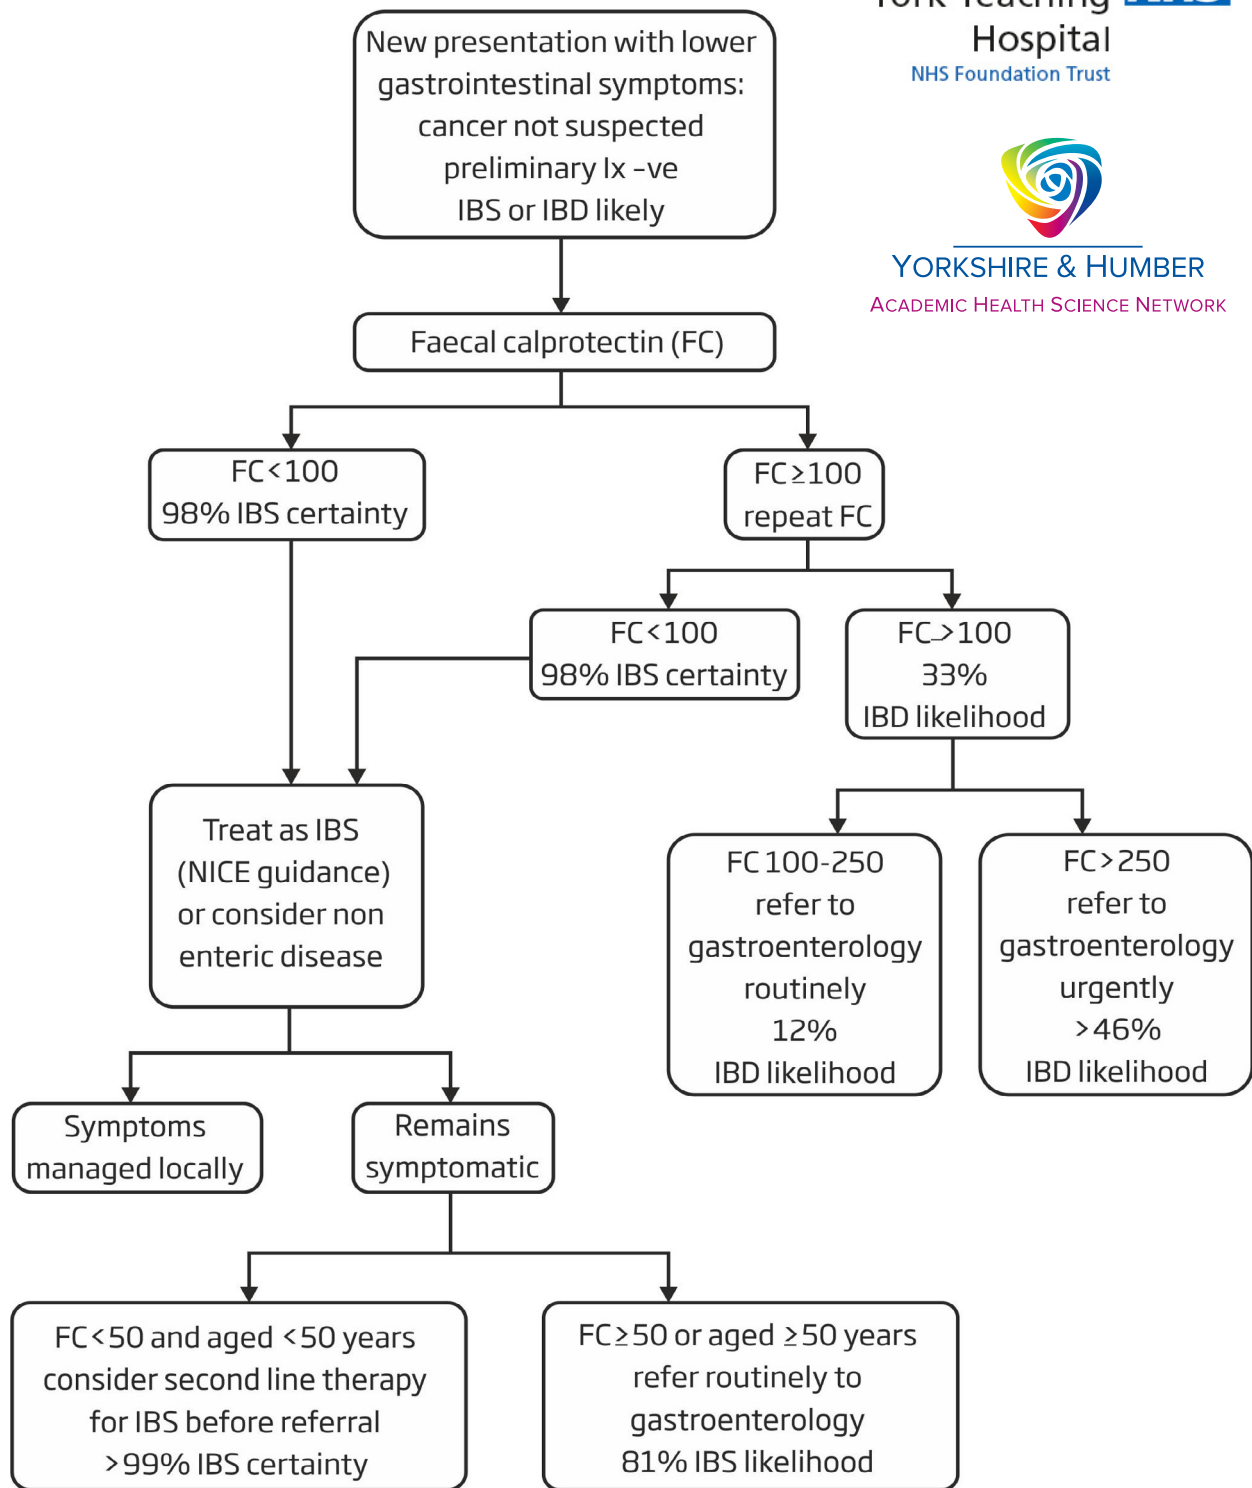 York Teaching NHS
Hospital
NHS Foundation Trust
YORKSHIRE & HUMBER
ACADEMIC HEALTH SCIENCE NETWORK
New presentation with lower
gastrointestinal symptoms:
cancer not suspected
preliminary Ix -ve
IBS or IBD likely
Faecal calprotectin (FC)
FC<100
98% IBS certainty
FC≥100
repeat FC
FC<100
98% IBS certainty
FC_>100
33%
IBD likelihood
Treat as IBS
(NICE guidance)
or consider non
enteric disease
FC 100-250
refer to
gastroenterology
routinely
12%
IBD likelihood
FC>250
refer to
gastroenterology
urgently
>46%
IBD likelihood
Symptoms
managed locally
Remains
symptomatic
FC<50 and aged <50 years
consider second line therapy
for IBS before referral
>99% IBS certainty
FC≥50 or aged ≥50 years
refer routinely to
gastroenterology
81% IBS likelihood